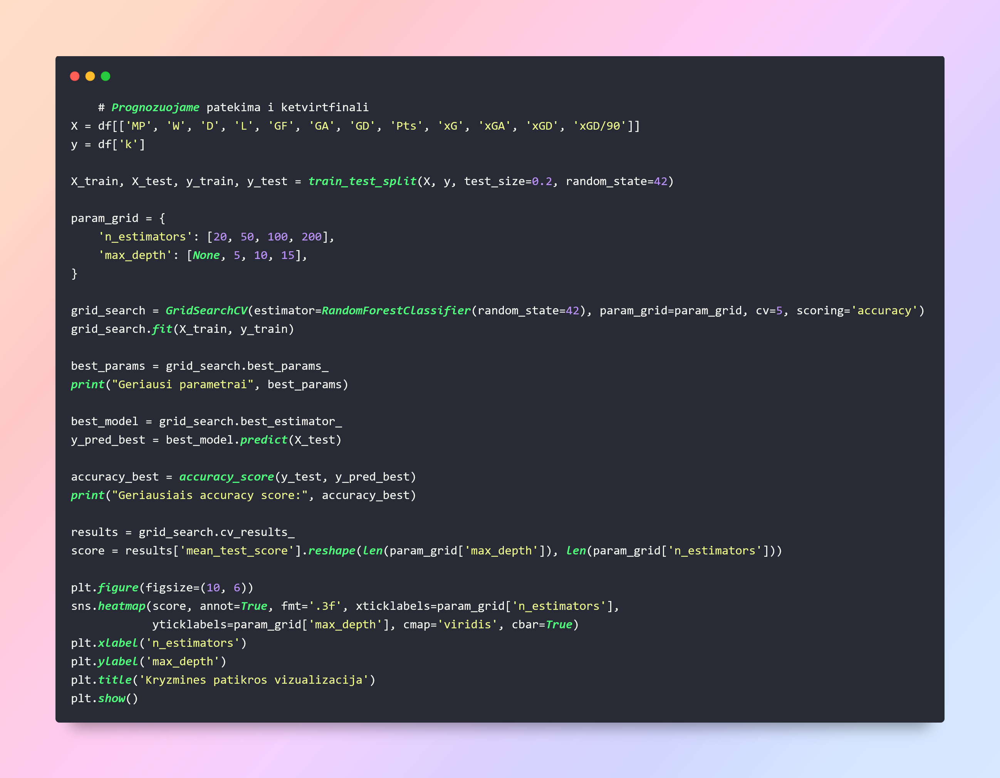 # Prognozuojame patekima i ketvirtfinali
X = df[['MP', 'W', 'D', 'L', 'GF', 'GA', 'GD', 'Pts', 'xG', 'xGA', 'xGD', 'xGD/90']]
y = df['k']

X_train, X_test, y_train, y_test = train_test_split(X, y, test_size=0.2, random_state=42)

param_grid = {
    'n_estimators': [20, 50, 100, 200],
    'max_depth': [None, 5, 10, 15],
}

grid_search = GridSearchCV(estimator=RandomForestClassifier(random_state=42), param_grid=param_grid, cv=5, scoring='accuracy')
grid_search.fit(X_train, y_train)

best_params = grid_search.best_params_
print("Geriausi parametrai", best_params)

best_model = grid_search.best_estimator_
y_pred_best = best_model.predict(X_test)

accuracy_best = accuracy_score(y_test, y_pred_best)
print("Geriausiais accuracy score:", accuracy_best)

results = grid_search.cv_results_
score = results['mean_test_score'].reshape(len(param_grid['max_depth']), len(param_grid['n_estimators']))

plt.figure(figsize=(10, 6))
sns.heatmap(score, annot=True, fmt='.3f', xticklabels=param_grid['n_estimators'],
            yticklabels=param_grid['max_depth'], cmap='viridis', cbar=True)
plt.xlabel('n_estimators')
plt.ylabel('max_depth')
plt.title('Kryzmines patikros vizualizacija')
plt.show()